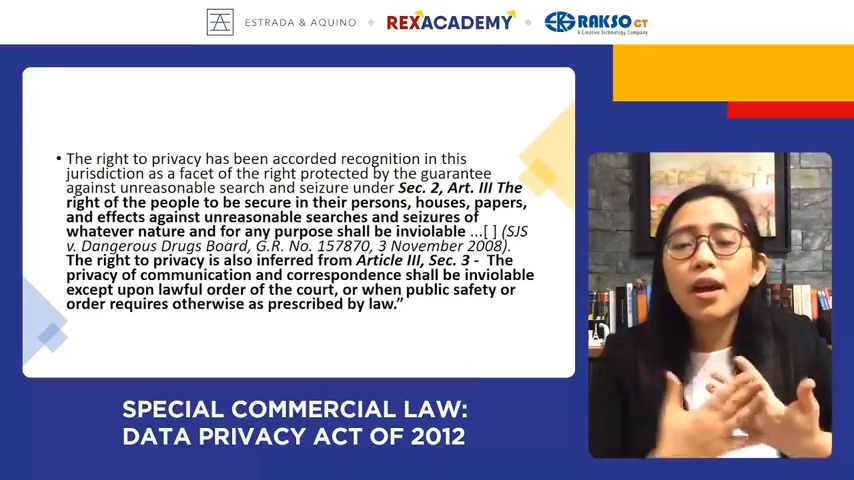 ESTRADA & AQUINO
REXACADEMY
RAKSO CT
A Creative Technology Company
• The right to privacy has been accorded recognition in this
jurisdiction as a facet of the right protected by the guarantee
against unreasonable search and seizure under Sec. 2, Art. III The
right of the people to be secure in their persons, houses, papers,
and effects against unreasonable searches and seizures of
whatever nature and for any purpose shall be inviolable ...[ ] (SJS
v. Dangerous Drugs Board, G.R. No. 157870, 3 November 2008).
The right to privacy is also inferred from Article III, Sec. 3 - The
privacy of communication and correspondence shall be inviolable
except upon lawful order of the court, or when public safety or
order requires otherwise as prescribed by law.”
SPECIAL COMMERCIAL LAW:
DATA PRIVACY ACT OF 2012